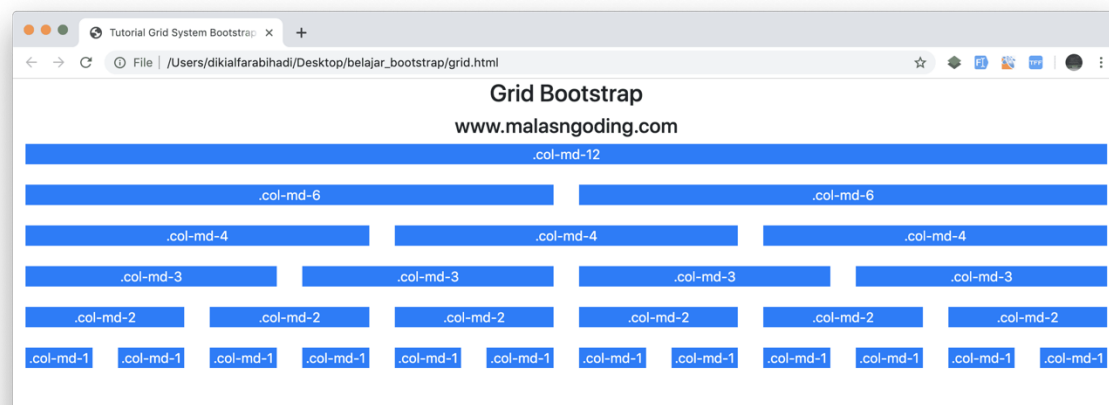 Tutorial Grid System Bootstrap
File /Users/dikialfarabihadi/Desktop/belajar_bootstrap/grid.html
Grid Bootstrap
www.malasngoding.com
.col-md-12
.col-md-6 .col-md-6
.col-md-4 .col-md-4 .col-md-4
.col-md-3 .col-md-3 .col-md-3 .col-md-3
.col-md-2 .col-md-2 .col-md-2 .col-md-2 .col-md-2 .col-md-2
.col-md-1 .col-md-1 .col-md-1 .col-md-1 .col-md-1 .col-md-1 .col-md-1 .col-md-1 .col-md-1 .col-md-1 .col-md-1 .col-md-1